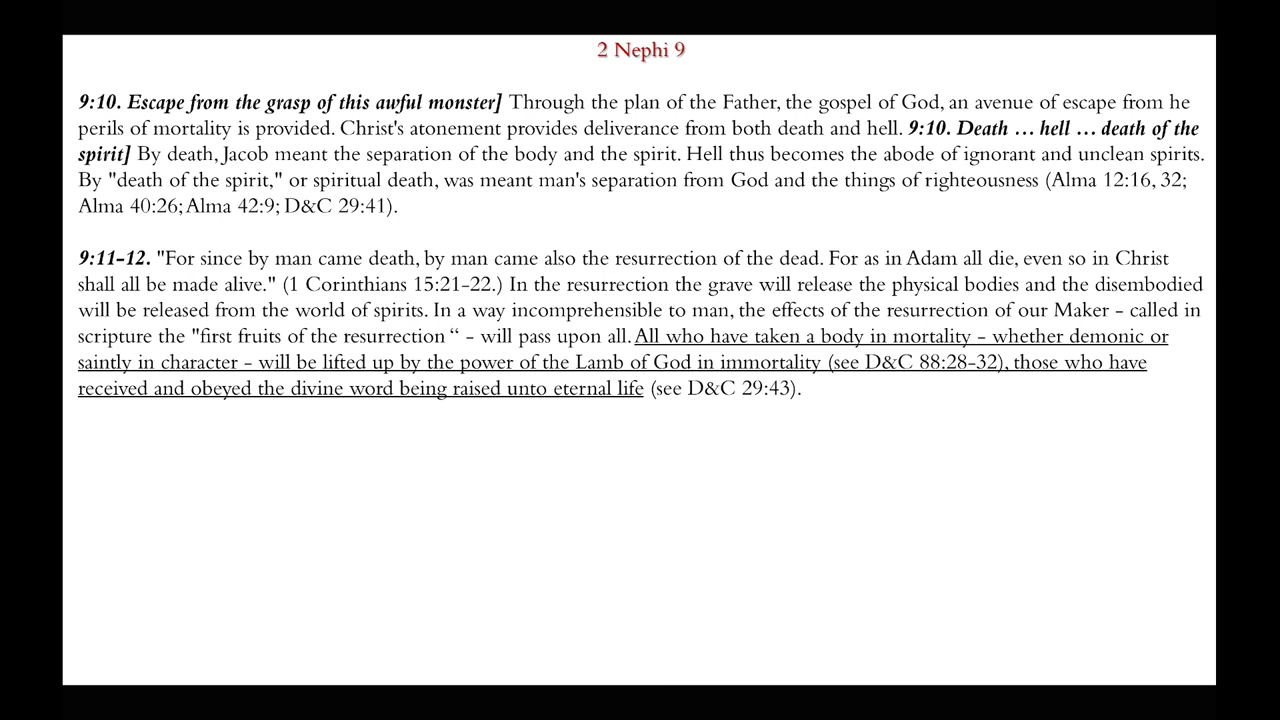 2 Nephi 9
9:10. Escape from the grasp of this awful monster] Through the plan of the Father, the gospel of God, an avenue of escape from he
perils of mortality is provided. Christ's atonement provides deliverance from both death and hell. 9:10. Death … hell … death of the
spirit] By death, Jacob meant the separation of the body and the spirit. Hell thus becomes the abode of ignorant and unclean spirits.
By "death of the spirit," or spiritual death, was meant man's separation from God and the things of righteousness (Alma 12:16, 32;
Alma 40:26; Alma 42:9; D&C 29:41).
9:11-12. "For since by man came death, by man came also the resurrection of the dead. For as in Adam all die, even so in Christ
shall all be made alive." (1 Corinthians 15:21-22.) In the resurrection the grave will release the physical bodies and the disembodied
will be released from the world of spirits. In a way incomprehensible to man, the effects of the resurrection of our Maker - called in
scripture the "first fruits of the resurrection “ - will pass upon all. All who have taken a body in mortality - whether demonic or
saintly in character - will be lifted up by the power of the Lamb of God in immortality (see D&C 88:28-32), those who have
received and obeyed the divine word being raised unto eternal life (see D&C 29:43).